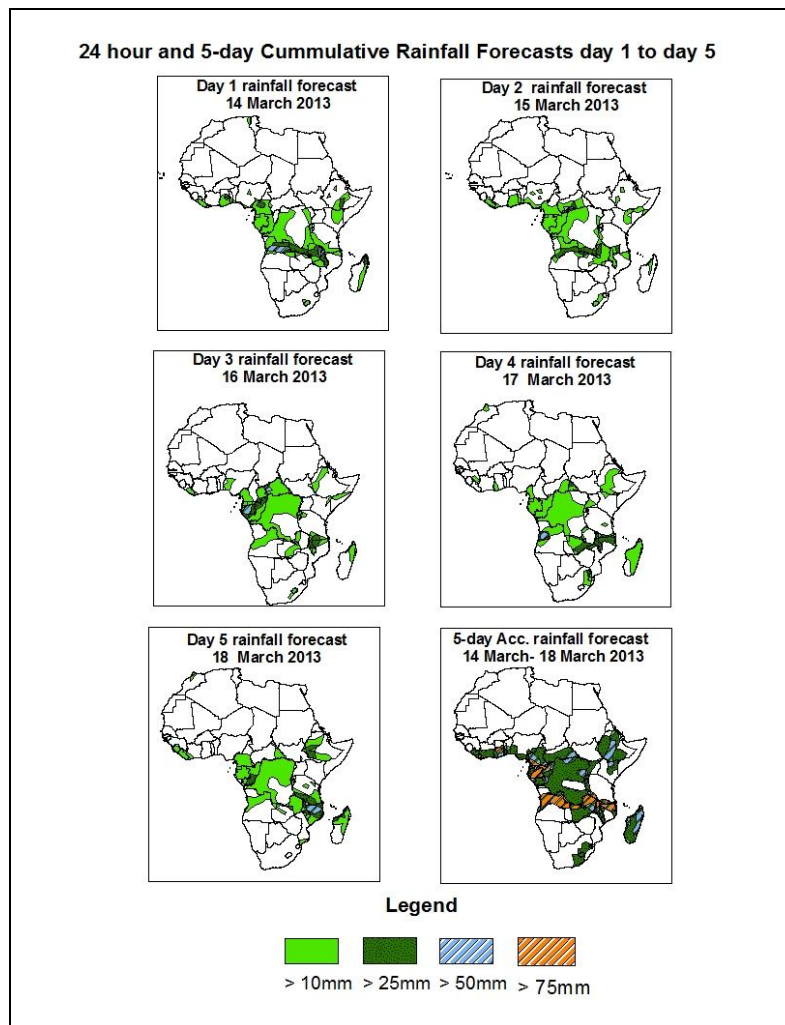 24 hour and 5-day Cummulative Rainfall Forecasts day 1 to day 5
Day 1 rainfall forecast
14 March 2013
Day 2 rainfall forecast
15 March 2013
Day 3 rainfall forecast
16 March 2013
Day 4 rainfall forecast
17 March 2013
Day 5 rainfall forecast
18 March 2013
5-day Acc. rainfall forecast
14 March- 18 March 2013
Legend
> 10mm > 25mm > 50mm > 75mm